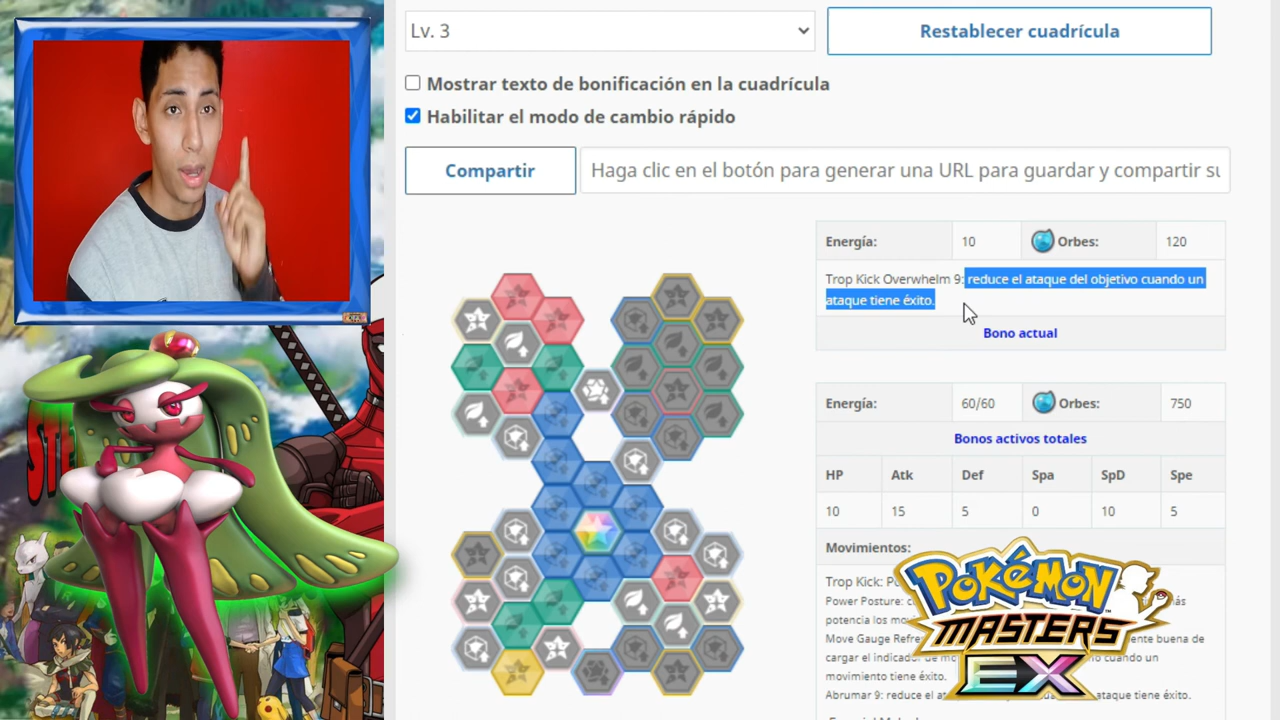 Lv. 3
Restablecer cuadrícula
Mostrar texto de bonificación en la cuadrícula
Habilitar el modo de cambio rápido
Compartir
Haga clic en el botón para generar una URL para guardar y compartir su
Energía: 10 Orbes: 120
Trop Kick Overwhelm 9: reduce el ataque del objetivo cuando un
ataque tiene éxito.
Bono actual
Energía: 60/60 Orbes: 750
Bonos activos totales
HP Atk Def Spa SpD Spe
10 15 5 0 10 5
Movimientos:
Trop Kick:
Power Posture:
potencia los
Move Gauge
cargar el indicador de
movimiento tiene éxito.
Abrumar 9: reduce el
ente buena de
cuando un
ataque tiene éxito.
POKéMON
MASTERS
EX